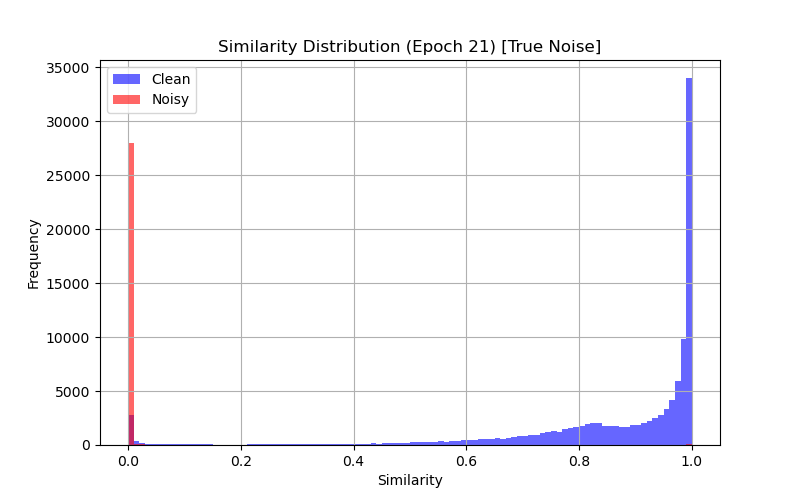 Similarity Distribution (Epoch 21) [True Noise]
Clean
Noisy
35000
30000
25000
20000
15000
10000
5000
0
Frequency
0.0 0.2 0.4 0.6 0.8 1.0
Similarity